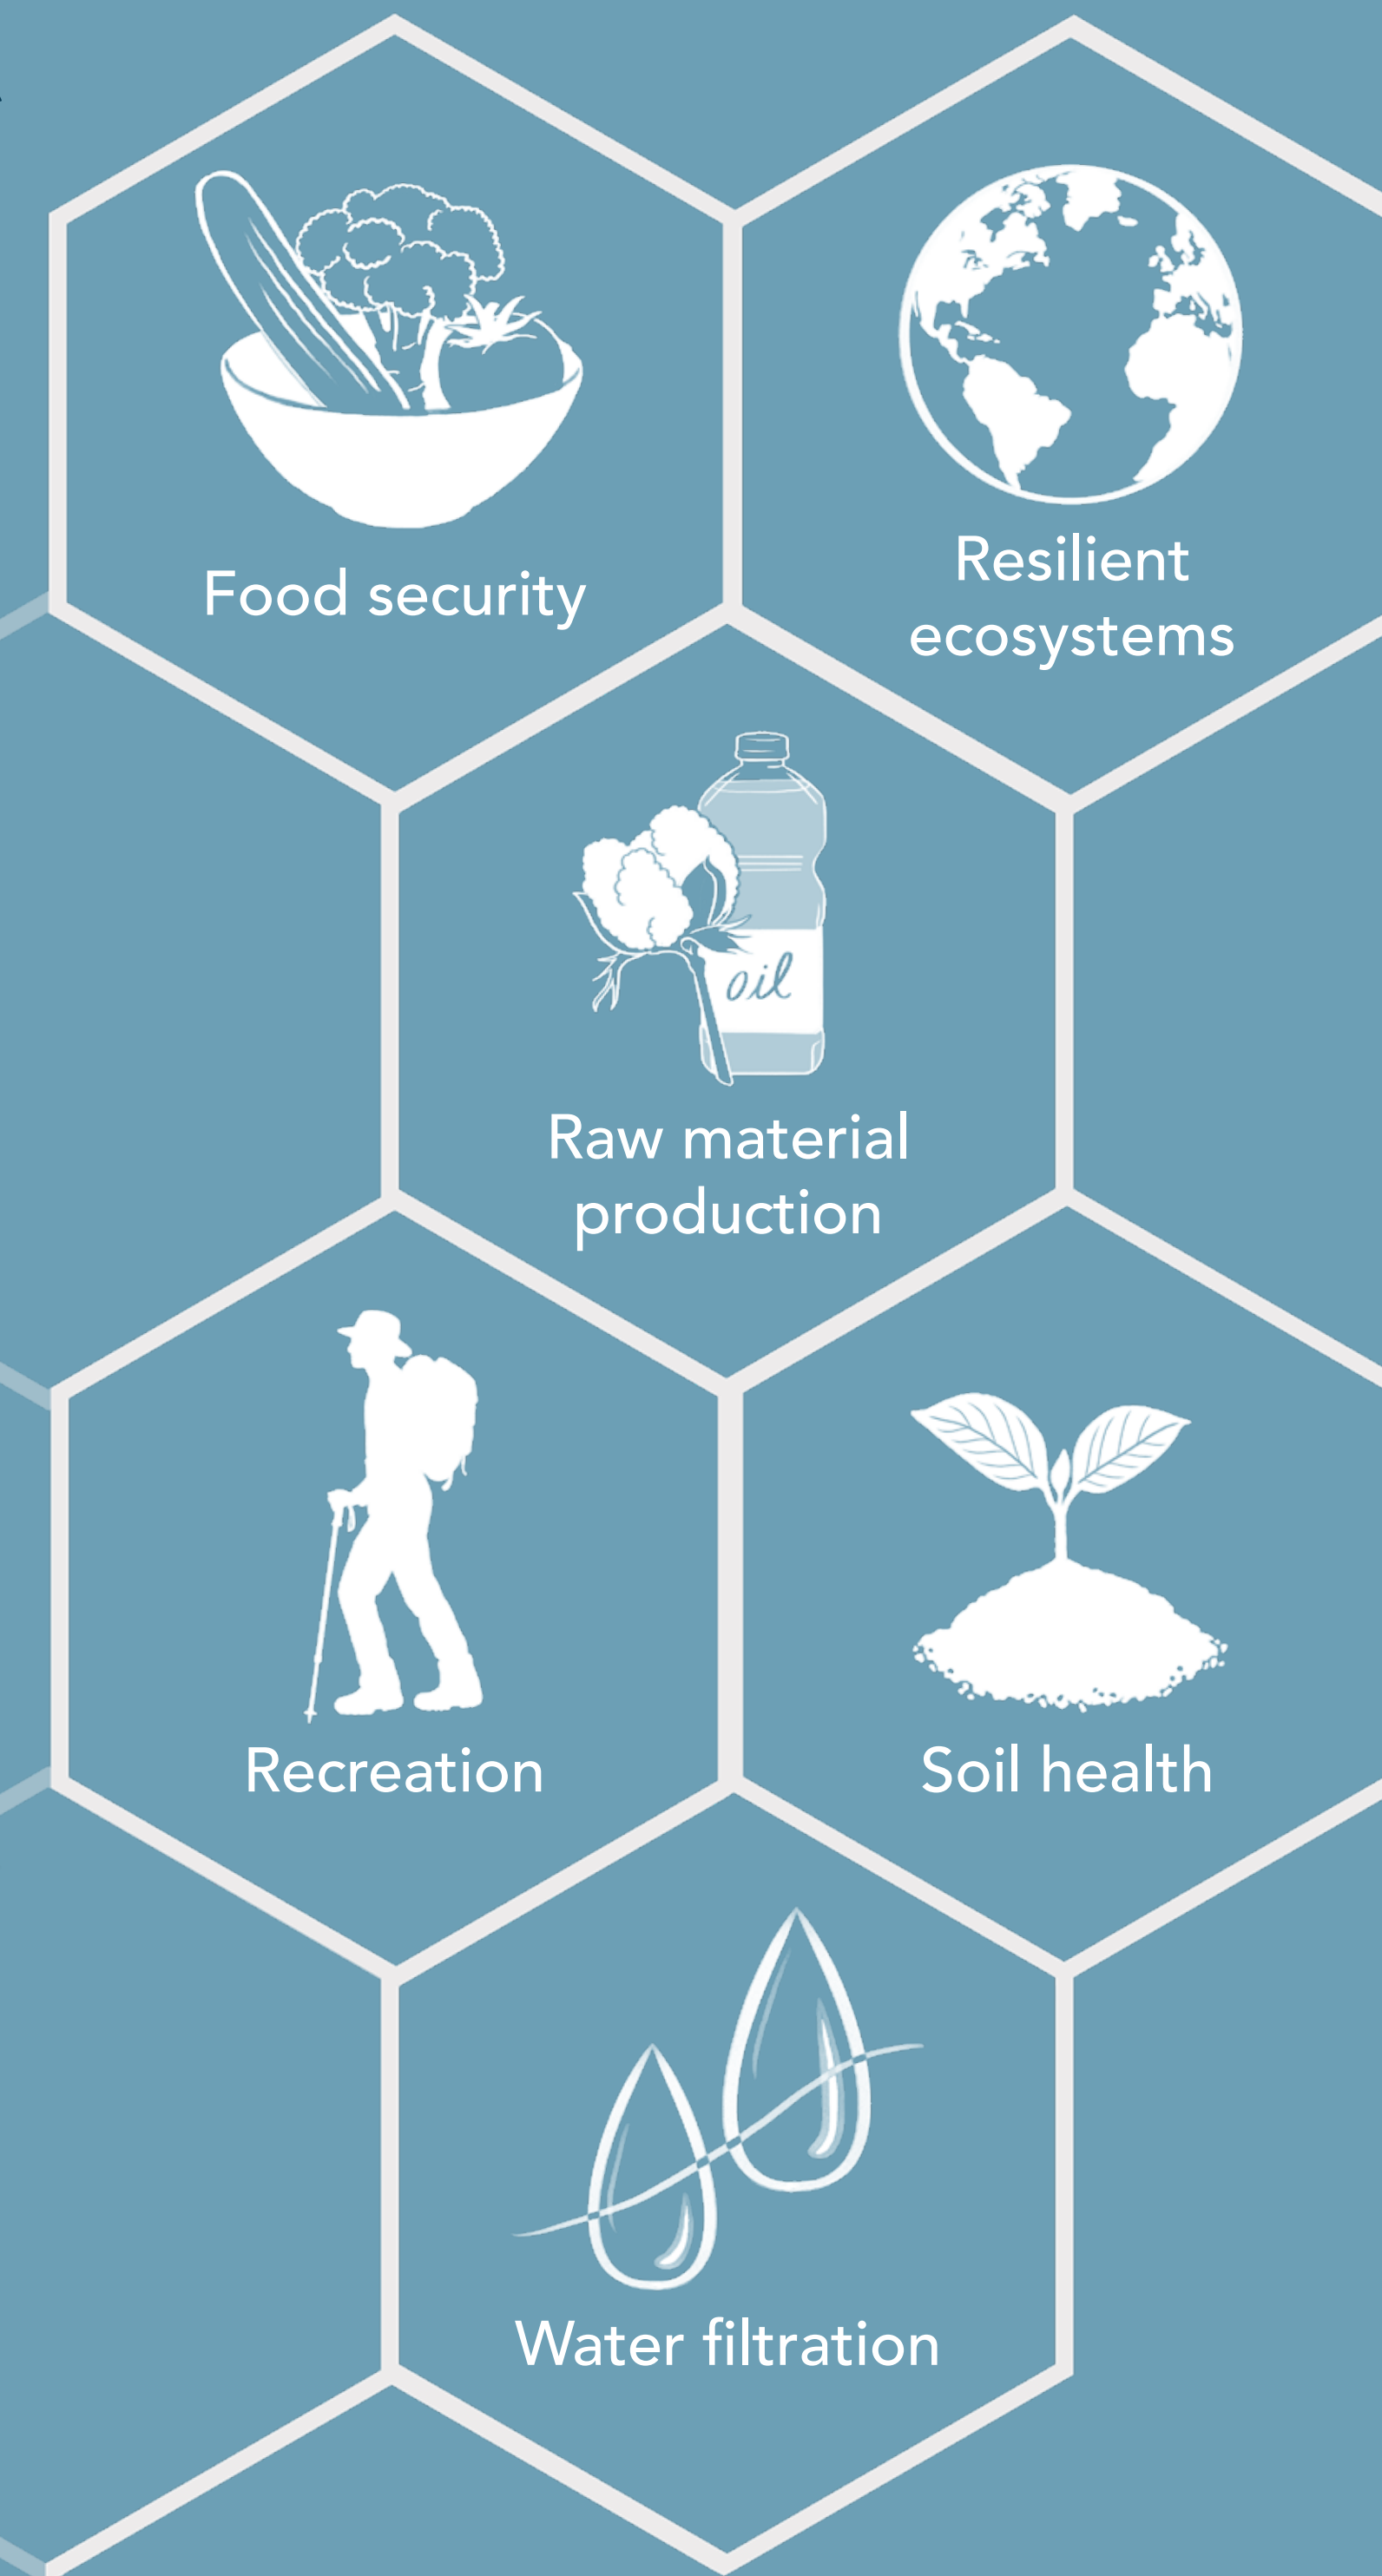 Food security
Resilient
ecosystems
oil
Raw material
production
Recreation
Soil health
Water filtration